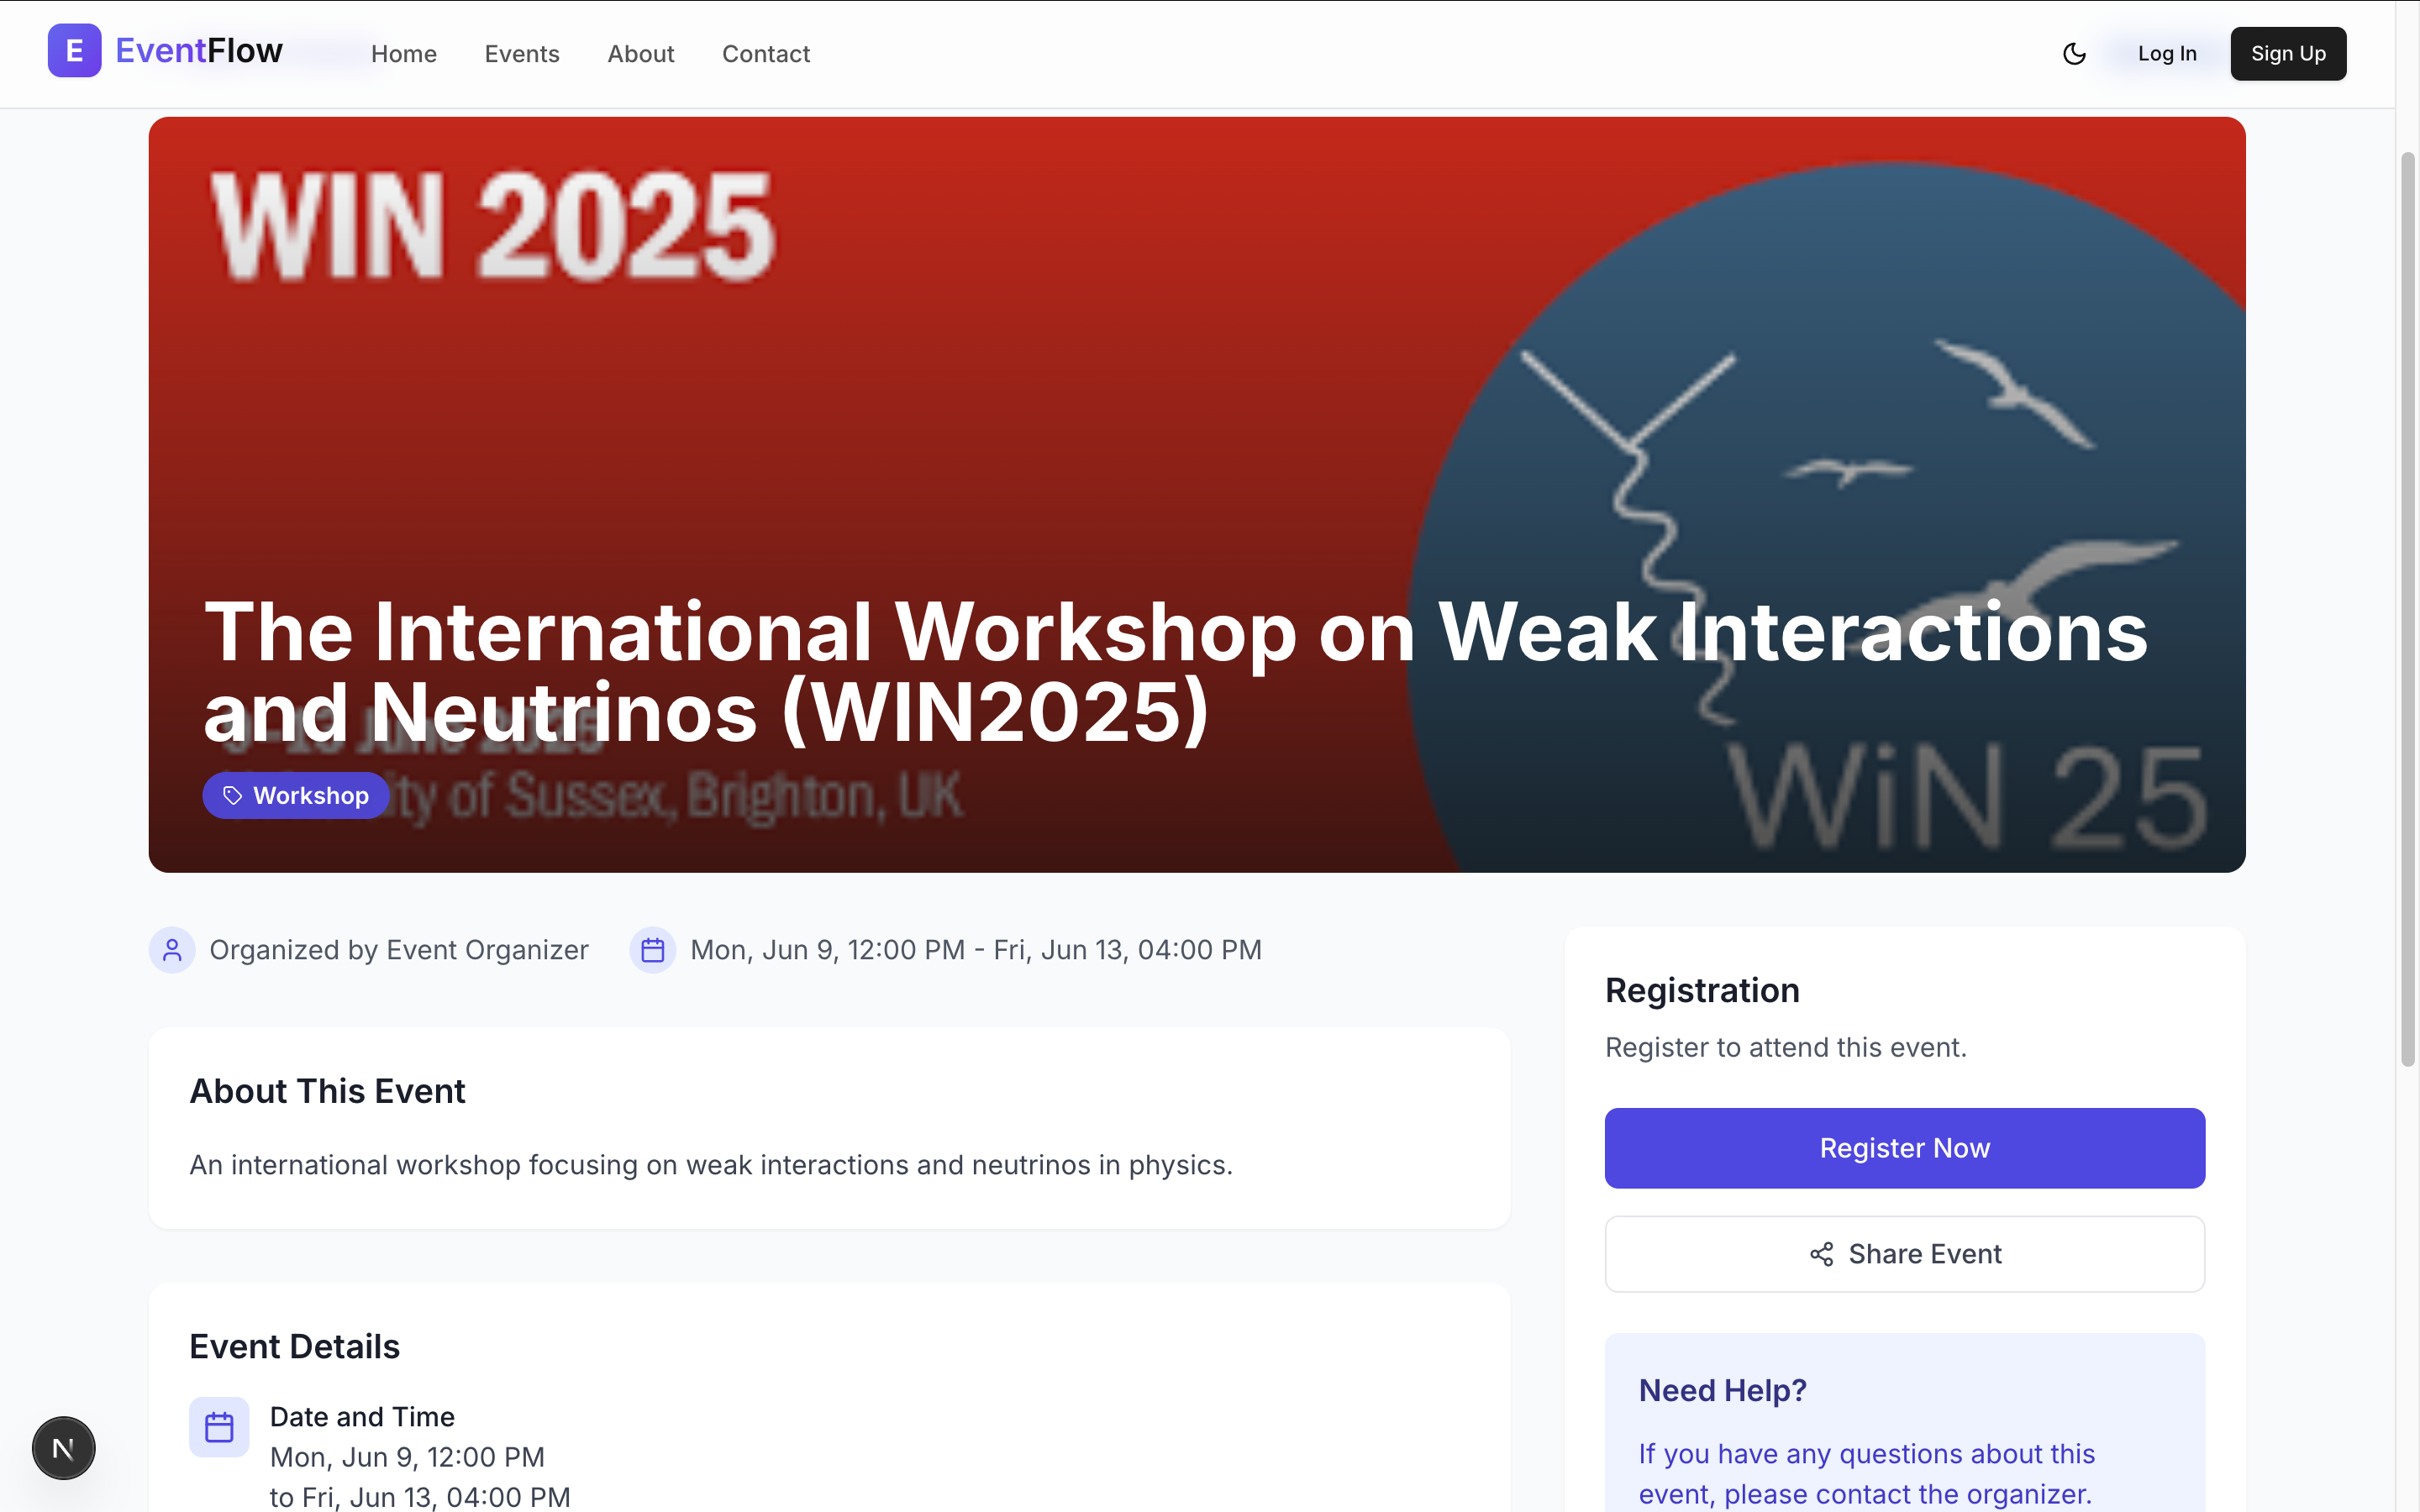 E EventFlow Home Events About Contact Log In Sign Up
WIN 2025
The International Workshop on Weak Interactions
and Neutrinos (WIN2025)
June 2025
Workshop
of Sussex, Brighton, UK
WiN 25
Organized by Event Organizer Mon, Jun 9, 12:00 PM - Fri, Jun 13, 04:00 PM
About This Event
An international workshop focusing on weak interactions and neutrinos in physics.
Event Details
Date and Time
Mon, Jun 9, 12:00 PM
to Fri, Jun 13, 04:00 PM
Registration
Register to attend this event.
Register Now
Share Event
Need Help?
If you have any questions about this
event, please contact the organizer.
N